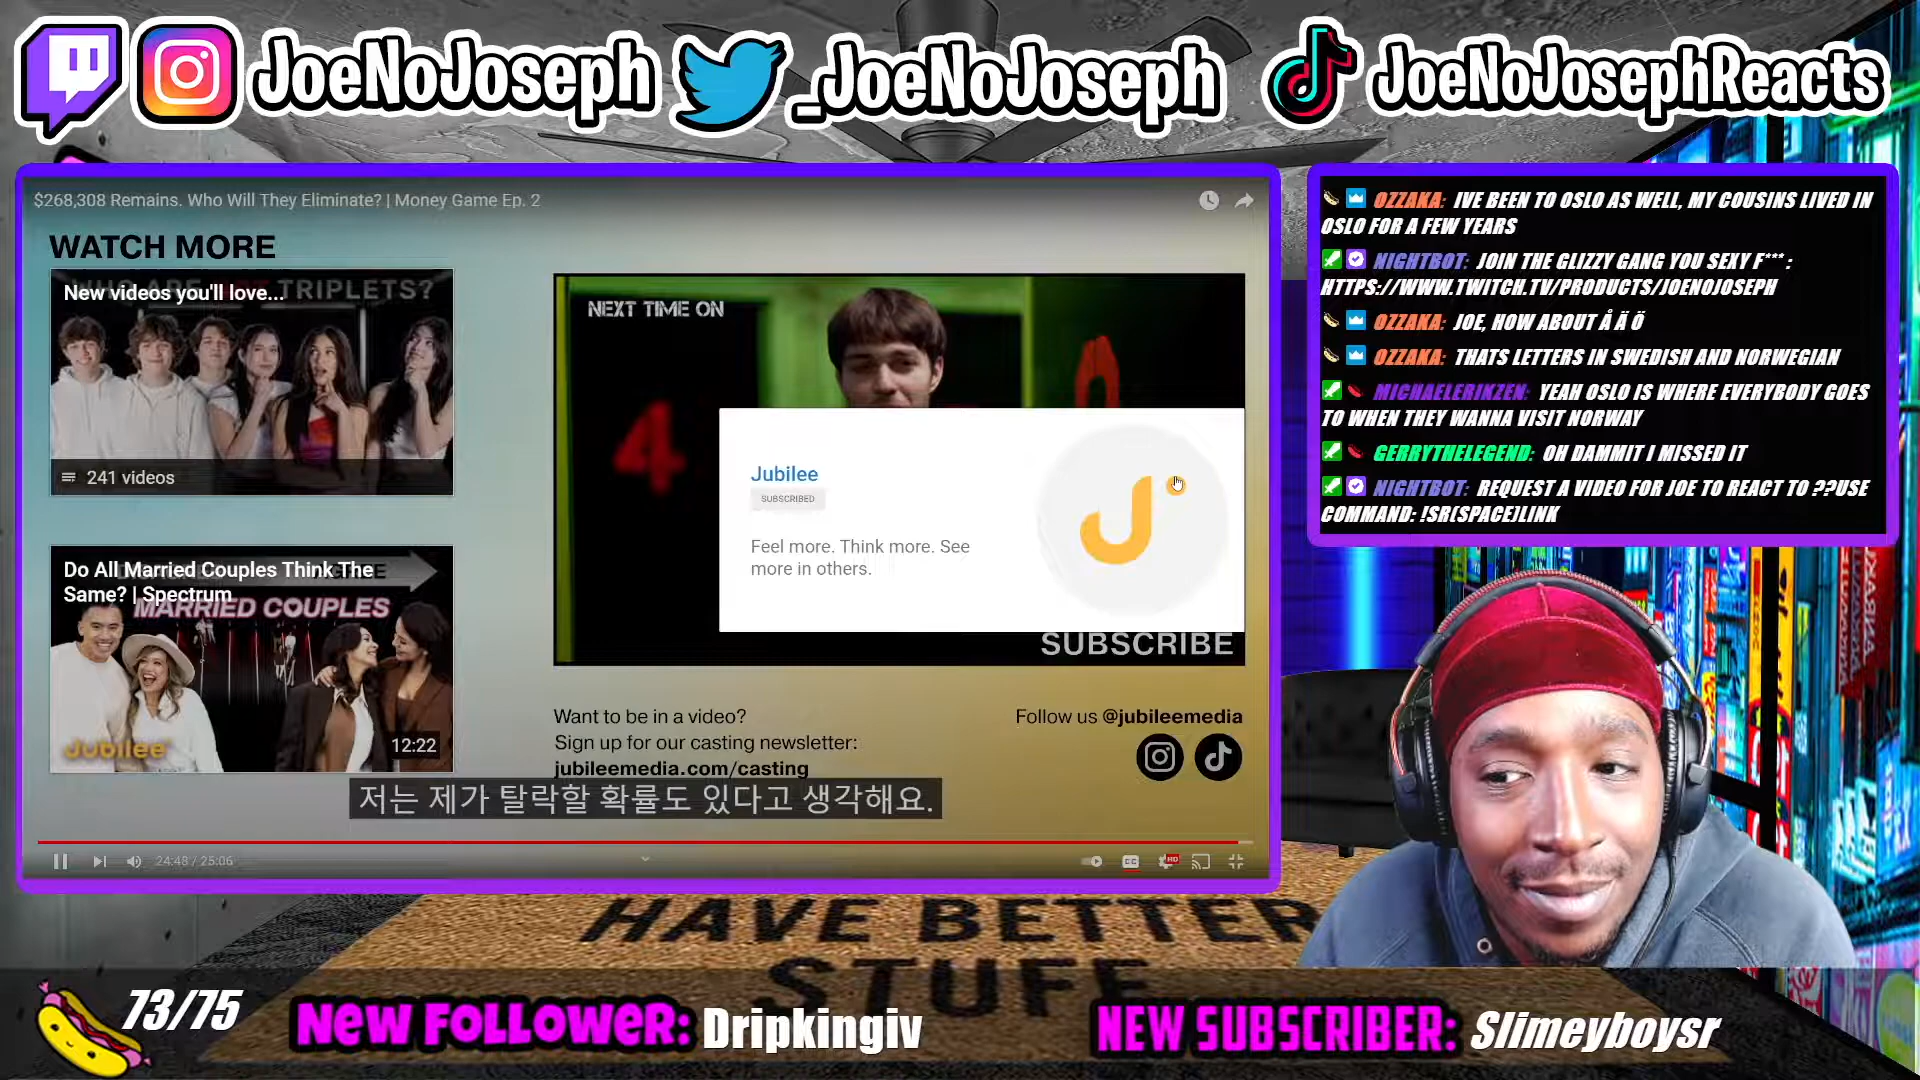 JoeNoJoseph
_JoeNoJoseph
JoeNoJosephReacts
$268,308 Remains. Who Will They Eliminate? | Money Game Ep. 2
WATCH MORE
New videos you'll love...
TRIPLETS?
241 videos
Do All Married Couples Think The
Same? | Spectrum
MARRIED COUPLES
Jubilee
12:22
NEXT TIME ON
4
0
Jubilee
SUBSCRIBED
Feel more. Think more. See
more in others.
SUBSCRIBE
Want to be in a video?
Sign up for our casting newsletter:
jubileemedia.com/casting
Follow us @jubileemedia
저는 제가 탈락할 확률도 있다고 생각해요.
24:48 / 25:06
CC
HD
OZZAKA: IVE BEEN TO OSLO AS WELL, MY COUSINS LIVED IN
OSLO FOR A FEW YEARS
NIGHTBOT: JOIN THE GLIZZY GANG YOU SEXY F*** :
HTTPS://WWW.TWITCH.TV/PRODUCTS/JOENOJOSEPH
OZZAKA: JOE, HOW ABOUT Å Ä Ö
OZZAKA: THATS LETTERS IN SWEDISH AND NORWEGIAN
MICHAELERIKZEN: YEAH OSLO IS WHERE EVERYBODY GOES
TO WHEN THEY WANNA VISIT NORWAY
GERRYTHELEGEND: OH DAMMIT I MISSED IT
NIGHTBOT: REQUEST A VIDEO FOR JOE TO REACT TO ??USE
COMMAND: !SR(SPACE)LINK
HAVE BETTER
STUFF
73/75
NEW FOLLOWER: Dripkingiv
NEW SUBSCRIBER: Slimeyboysr